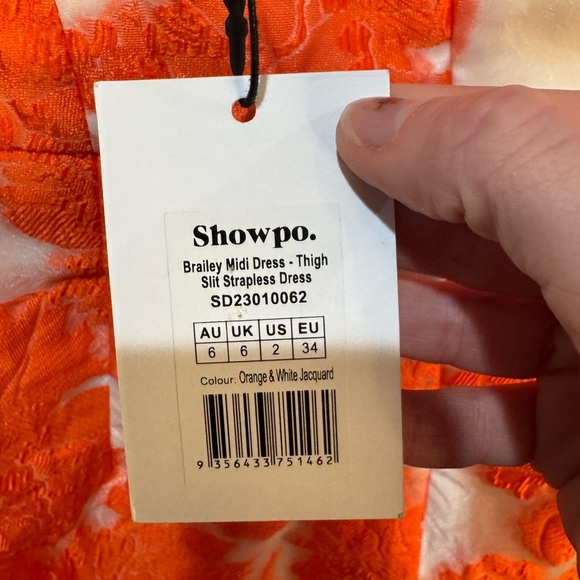 Showpo.
Brailey Midi Dress - Thigh
Slit Strapless Dress
SD23010062
AU UK US EU
6 6 2 34
Colour: Orange & White Jacquard
9 356433 751462